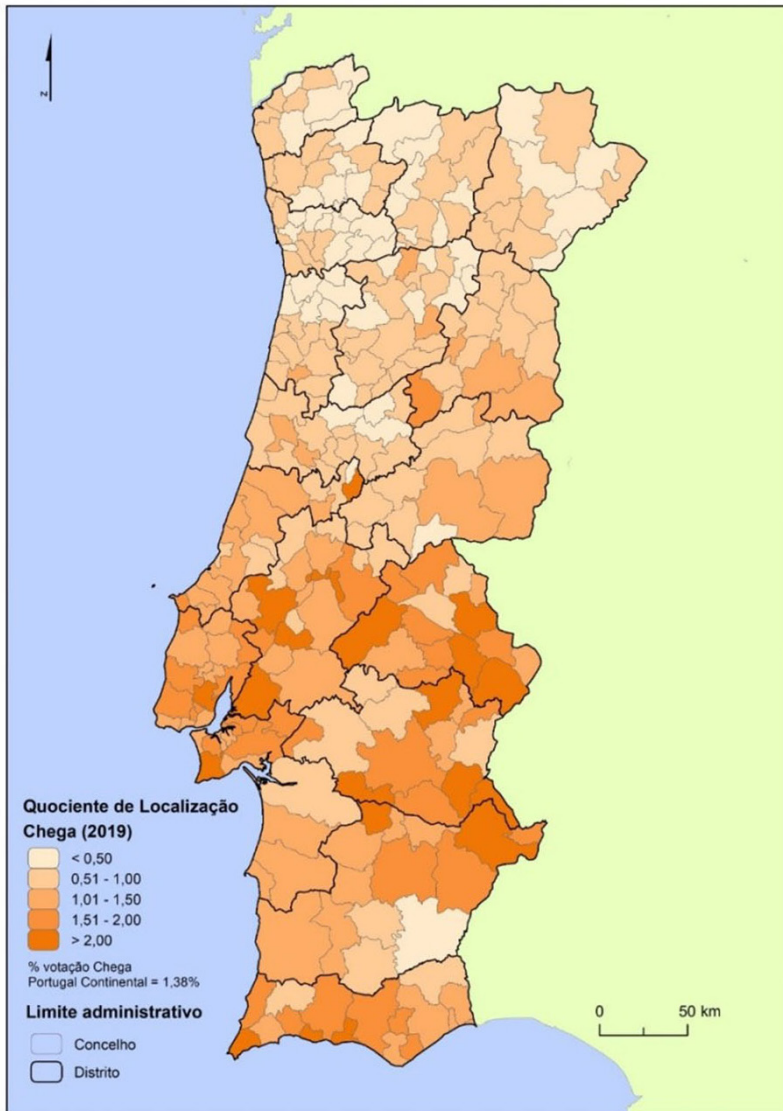 N
Quociente de Localização
Chega (2019)
< 0,50
0,51 - 1,00
1,01 - 1,50
1,51 - 2,00
> 2,00
% votação Chega
Portugal Continental = 1,38%
Limite administrativo
Concelho
Distrito
0 50 km